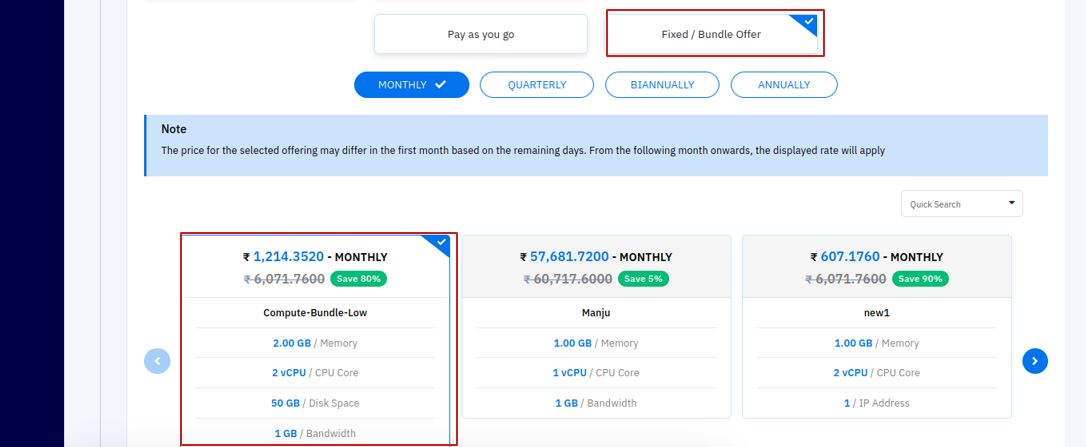 Pay as you go
Fixed / Bundle Offer
MONTHLY
QUARTERLY
BIANNUALLY
ANNUALLY
Note
The price for the selected offering may differ in the first month based on the remaining days. From the following month onwards, the displayed rate will apply
Quick Search
₹ 1,214.3520 - MONTHLY
₹ 6,071.7600 Save 80%
Compute-Bundle-Low
2.00 GB / Memory
2 vCPU / CPU Core
50 GB / Disk Space
1 GB / Bandwidth
₹ 57,681.7200 - MONTHLY
₹ 60,717.6000 Save 5%
Manju
1.00 GB / Memory
1 vCPU / CPU Core
1 GB / Bandwidth
₹ 607.1760 - MONTHLY
₹ 6,071.7600 Save 90%
new1
1.00 GB / Memory
2 vCPU / CPU Core
1 / IP Address